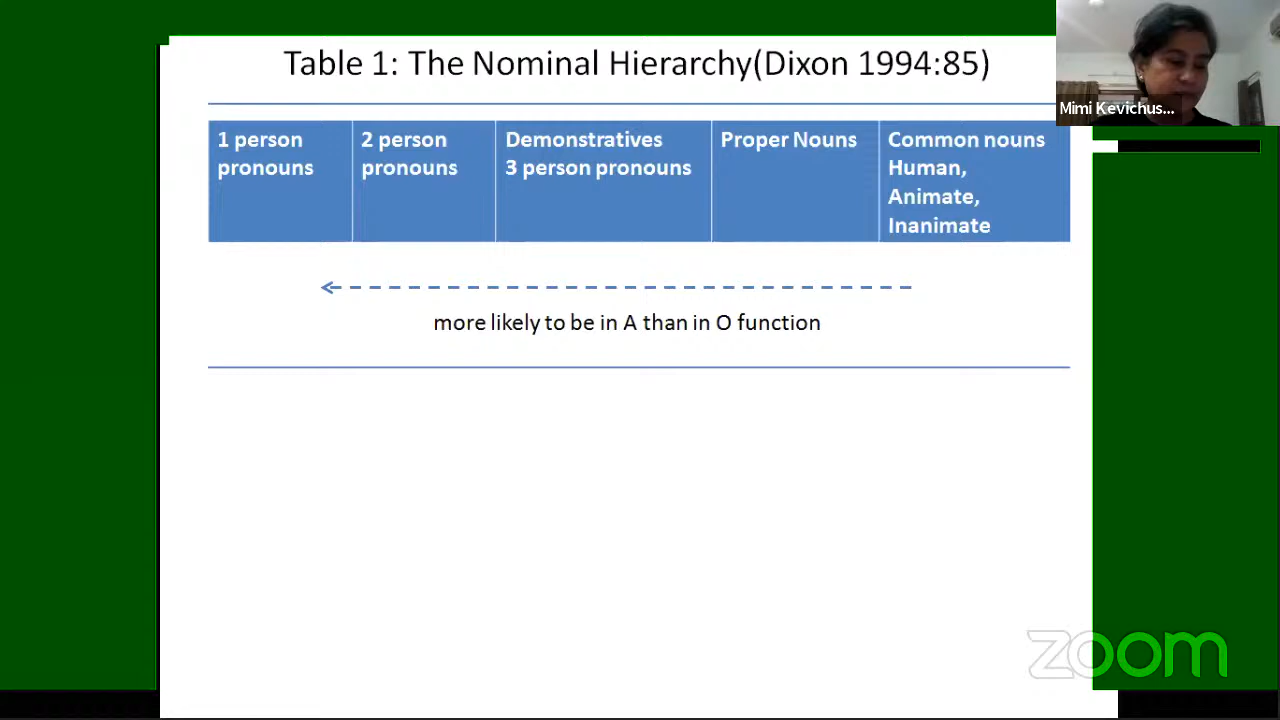 Table 1: The Nominal Hierarchy(Dixon 1994:85)
Mimi Kevichus...
1 person
pronouns
2 person
pronouns
Demonstratives
3 person pronouns
Proper Nouns
Common nouns
Human,
Animate,
Inanimate
more likely to be in A than in O function
zoom